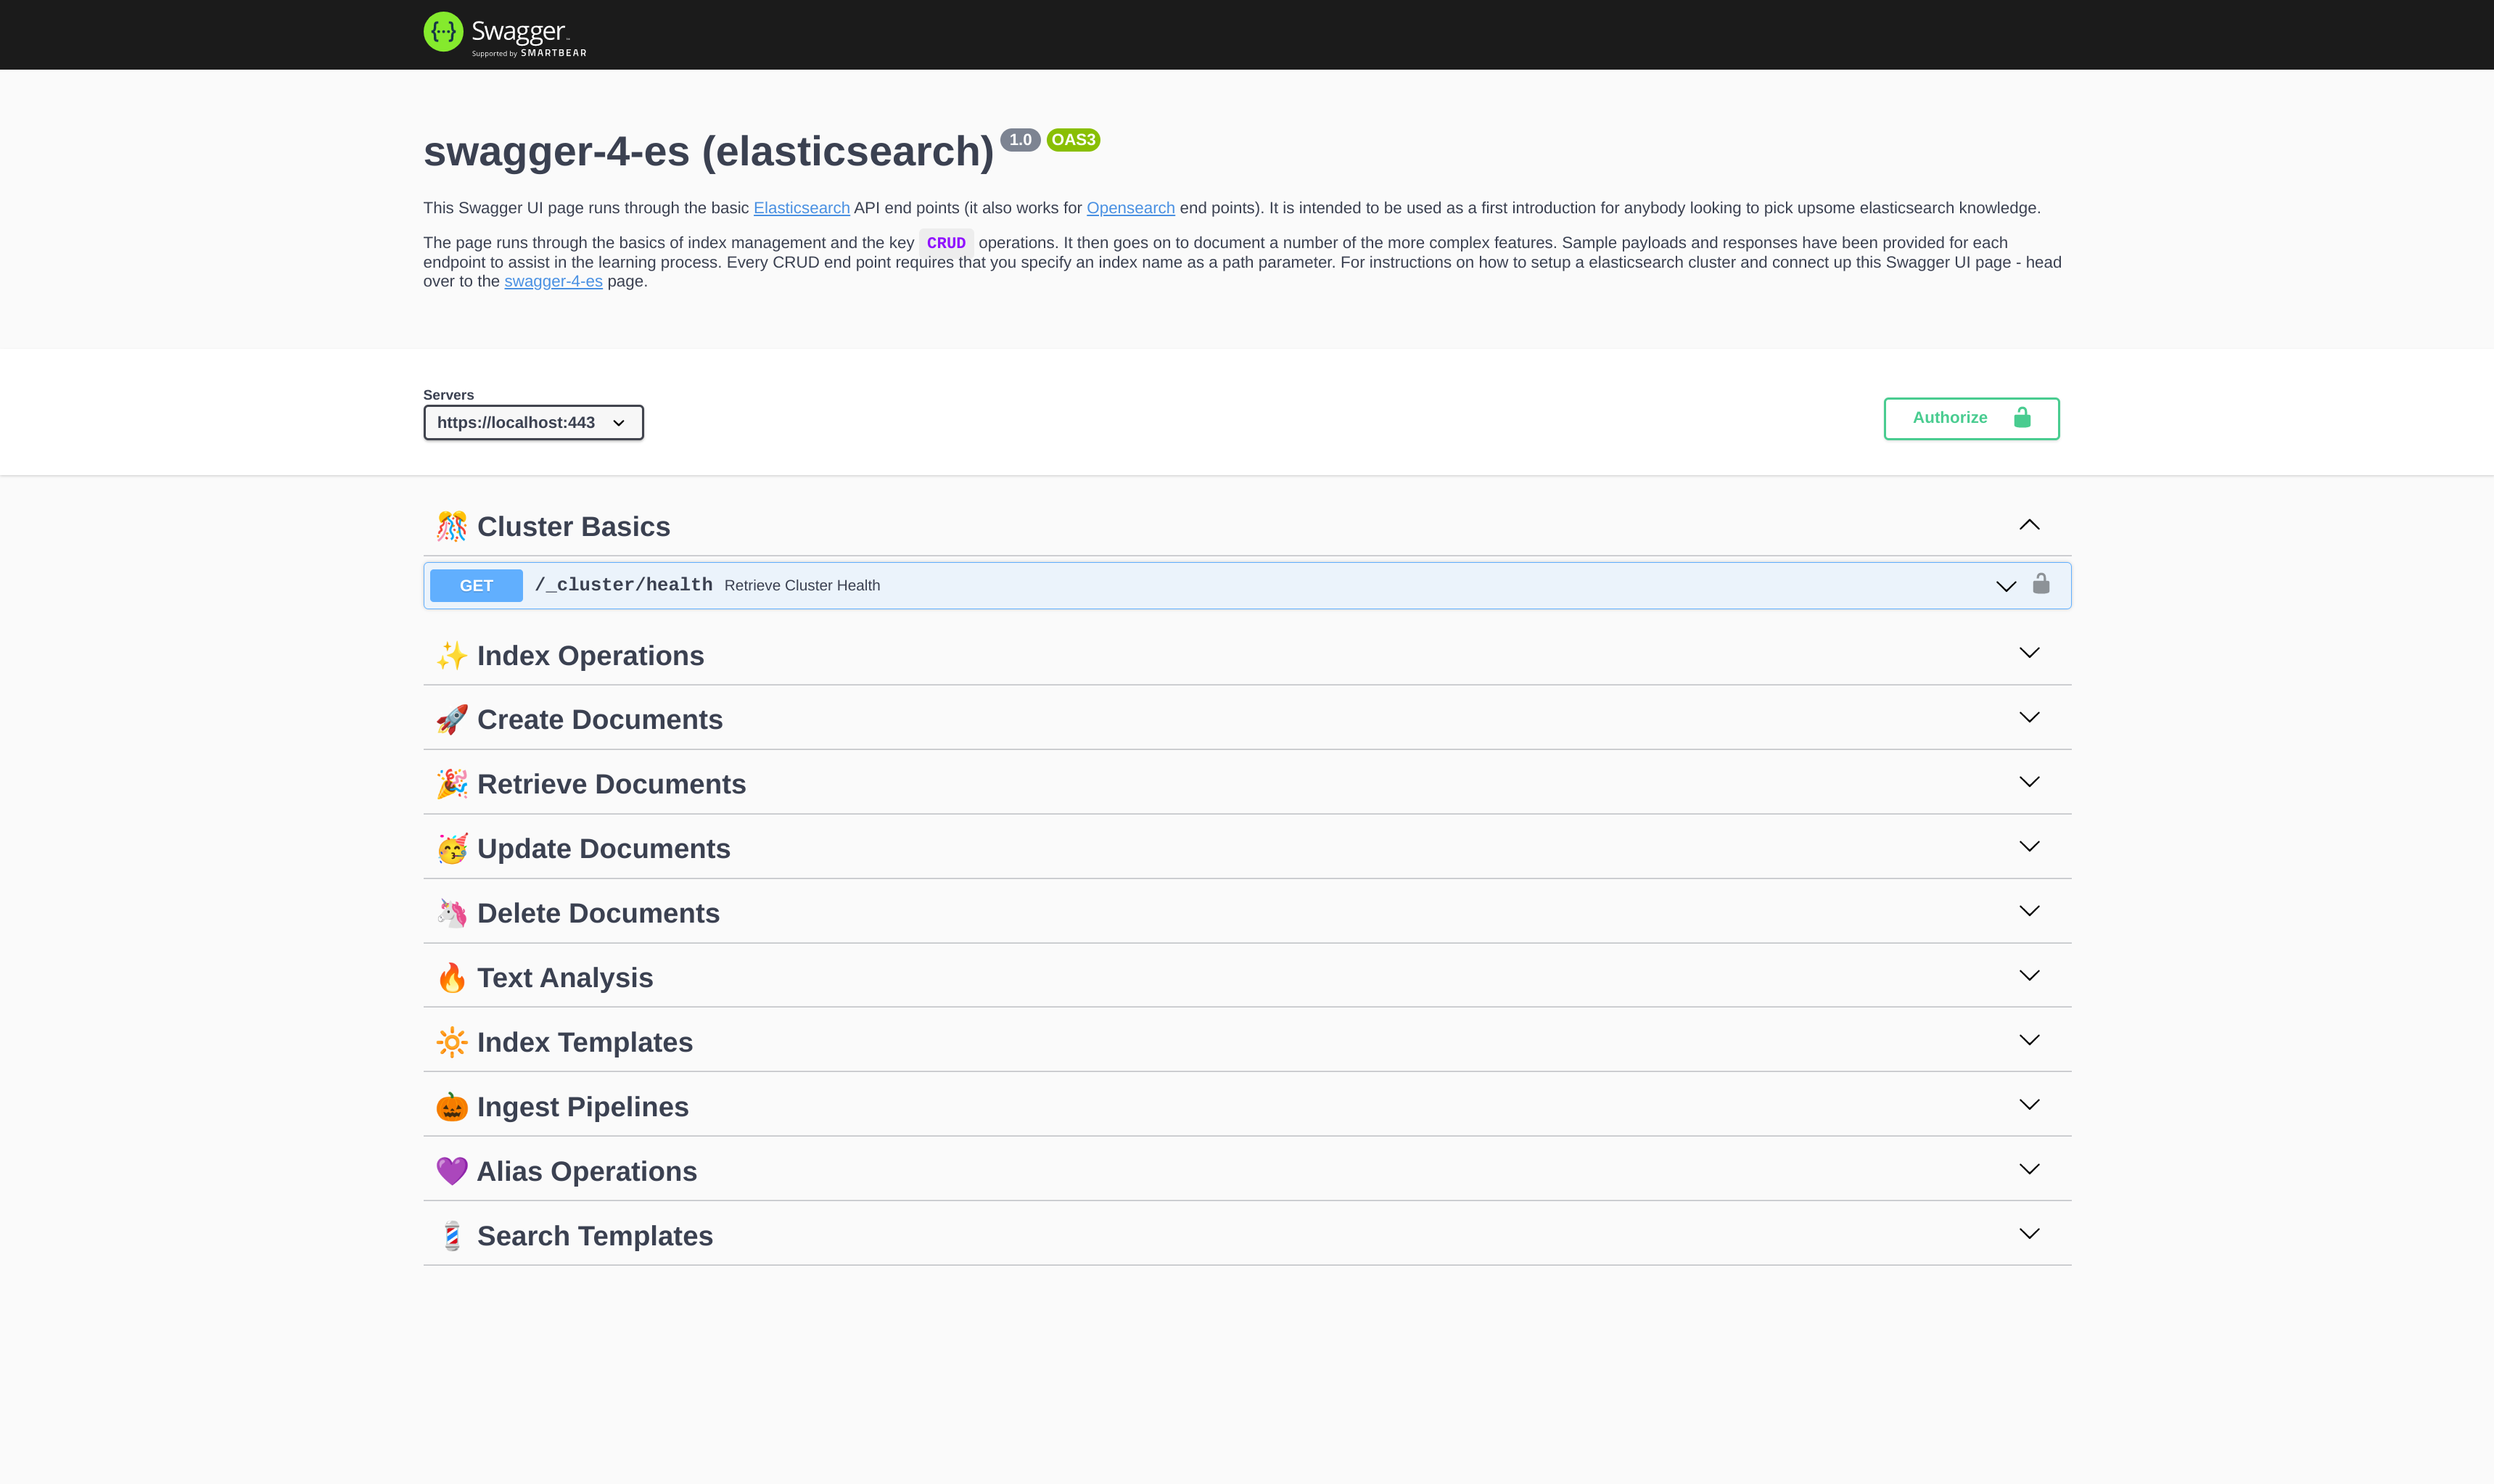 Swagger
Supported by SMARTBEAR
swagger-4-es (elasticsearch) 1.0 OAS3
This Swagger UI page runs through the basic Elasticsearch API end points (it also works for Opensearch end points). It is intended to be used as a first introduction for anybody looking to pick upsome elasticsearch knowledge.
The page runs through the basics of index management and the key CRUD operations. It then goes on to document a number of the more complex features. Sample payloads and responses have been provided for each
endpoint to assist in the learning process. Every CRUD end point requires that you specify an index name as a path parameter. For instructions on how to setup a elasticsearch cluster and connect up this Swagger UI page - head
over to the swagger-4-es page.
Servers
https://localhost:443
Authorize
🎊 Cluster Basics
GET /_cluster/health Retrieve Cluster Health
✨ Index Operations
🚀 Create Documents
🎉 Retrieve Documents
🥳 Update Documents
🦄 Delete Documents
🔥 Text Analysis
🔆 Index Templates
🎃 Ingest Pipelines
💜 Alias Operations
💈 Search Templates